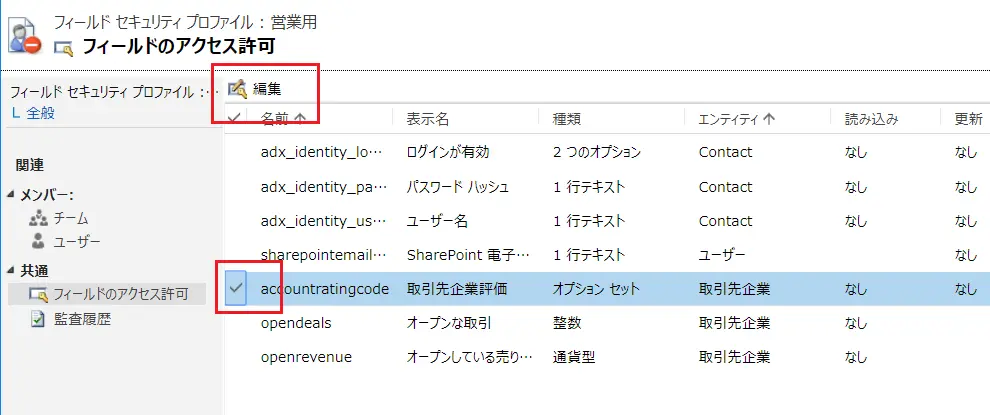 フィールド セキュリティ プロファイル : 営業用
フィールドのアクセス許可
フィールド セキュリティ プロファイル :…
L 全般
関連
メンバー:
チーム
ユーザー
共通
フィールドのアクセス許可
監査履歴
編集
名前 ↑ 表示名 種類 エンティティ ↑ 読み込み 更新
adx_identity_lo… ログインが有効 2 つのオプション Contact なし なし
adx_identity_pa… パスワード ハッシュ 1 行テキスト Contact なし なし
adx_identity_us… ユーザー名 1 行テキスト Contact なし なし
sharepointemail… SharePoint 電子… 1 行テキスト ユーザー なし
accountratingcode 取引先企業評価 オプション セット 取引先企業 なし なし
opendeals オープンな取引 整数 取引先企業 なし
openrevenue オープンしている売り… 通貨型 取引先企業 なし